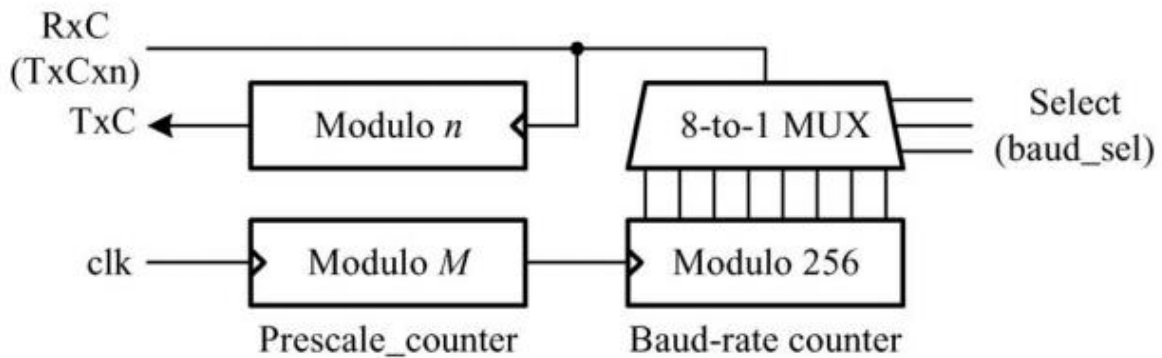 RxC
(TxCxn)
TxC
Modulo n
8-to-1 MUX
Select
(baud_sel)
clk
Modulo M
Modulo 256
Prescale_counter
Baud-rate counter